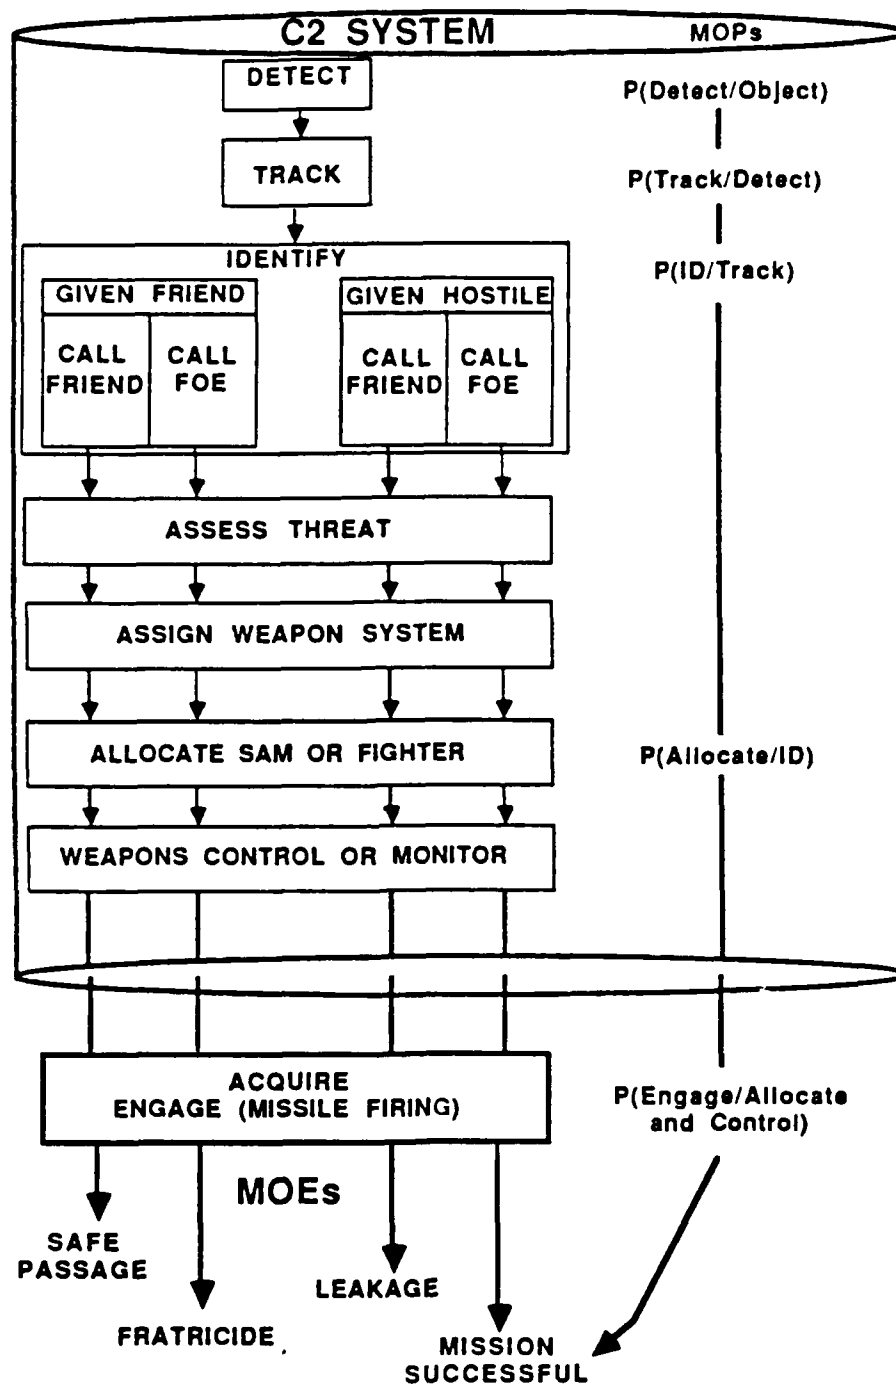 C2 SYSTEM MOPs
DETECT
P(Detect/Object)
TRACK
P(Track/Detect)
IDENTIFY
P(ID/Track)
GIVEN FRIEND
GIVEN HOSTILE
CALL FRIEND
CALL FOE
CALL FRIEND
CALL FOE
ASSESS THREAT
ASSIGN WEAPON SYSTEM
ALLOCATE SAM OR FIGHTER
P(Allocate/ID)
WEAPONS CONTROL OR MONITOR
ACQUIRE
ENGAGE (MISSILE FIRING)
P(Engage/Allocate
and Control)
MOEs
SAFE
PASSAGE
FRATRICIDE
LEAKAGE
MISSION
SUCCESSFUL